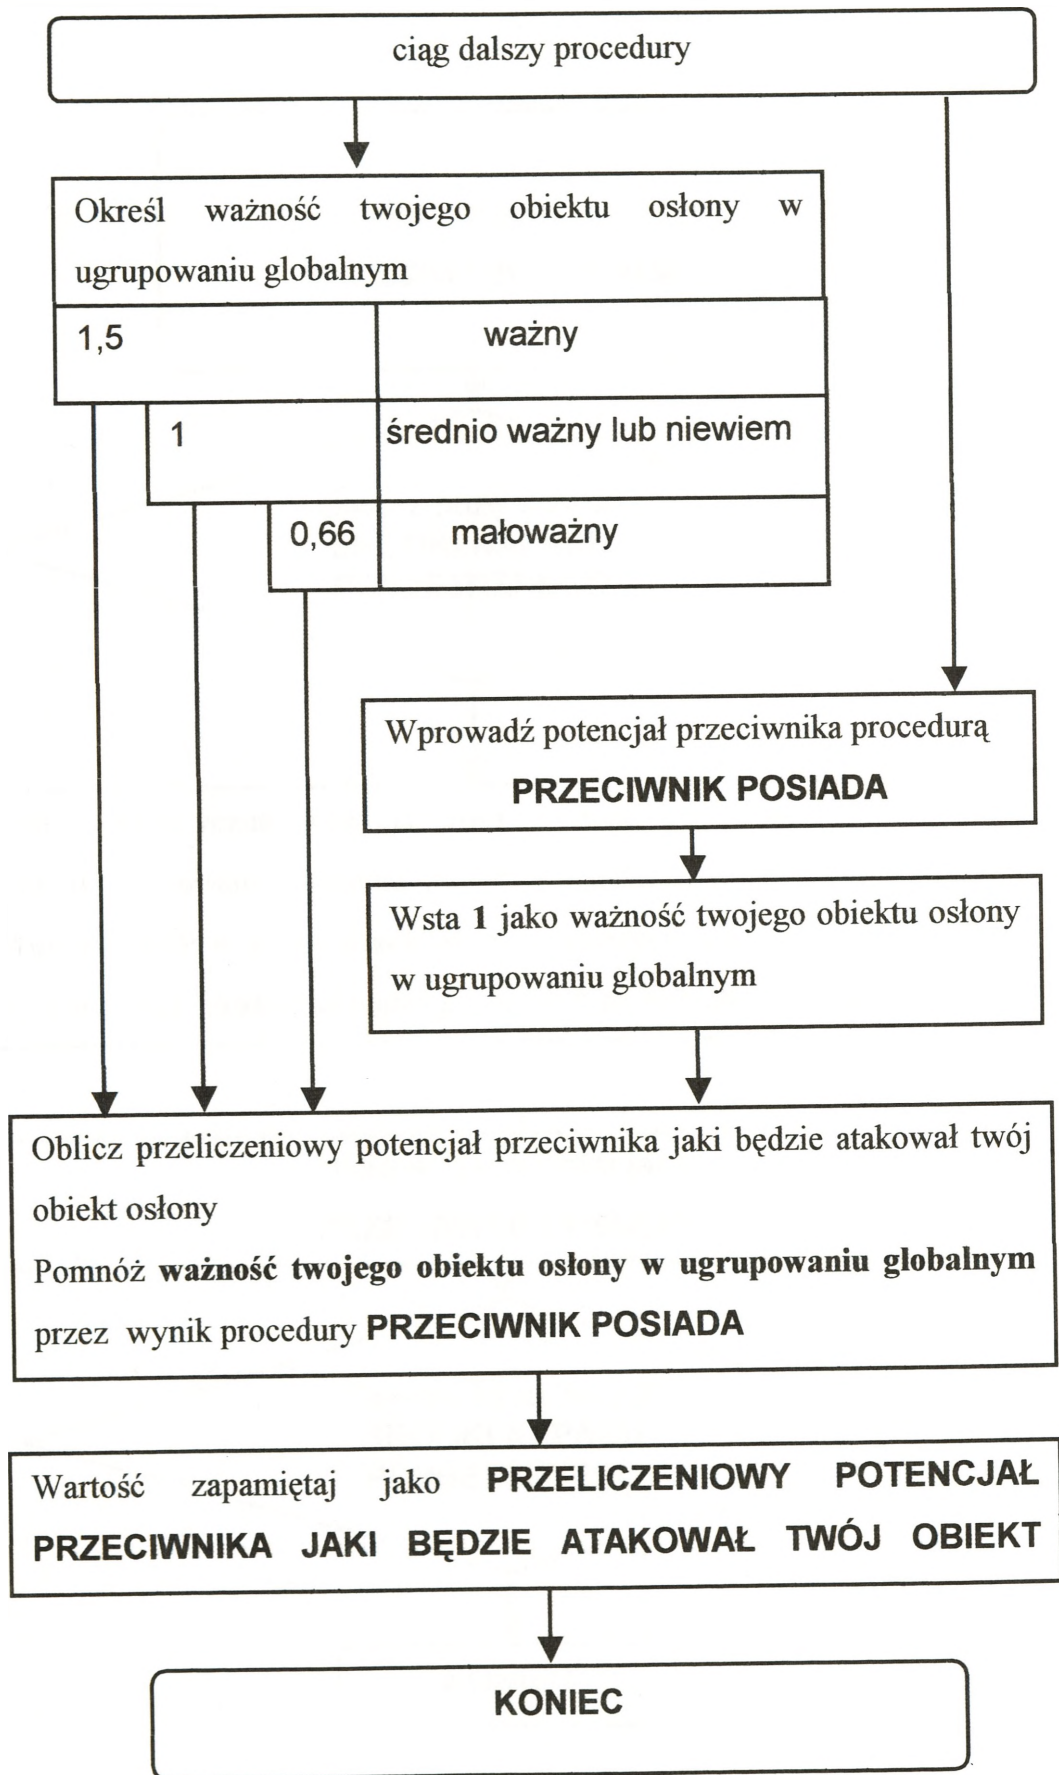 ciąg dalszy procedury
Określ ważność twojego obiektu osłony w
ugrupowaniu globalnym
1,5 ważny
1 średnio ważny lub niewiem
0,66 małoważny
Wprowadź potencjał przeciwnika procedurą
PRZECIWNIK POSIADA
Wsta 1 jako ważność twojego obiektu osłony
w ugrupowaniu globalnym
Oblicz przeliczeniowy potencjał przeciwnika jaki będzie atakował twój
obiekt osłony
Pomnóż ważność twojego obiektu osłony w ugrupowaniu globalnym
przez wynik procedury PRZECIWNIK POSIADA
Wartość zapamiętaj jako PRZELICZENIOWY POTENCJAŁ
PRZECIWNIKA JAKI BĘDZIE ATAKOWAŁ TWÓJ OBIEKT
KONIEC